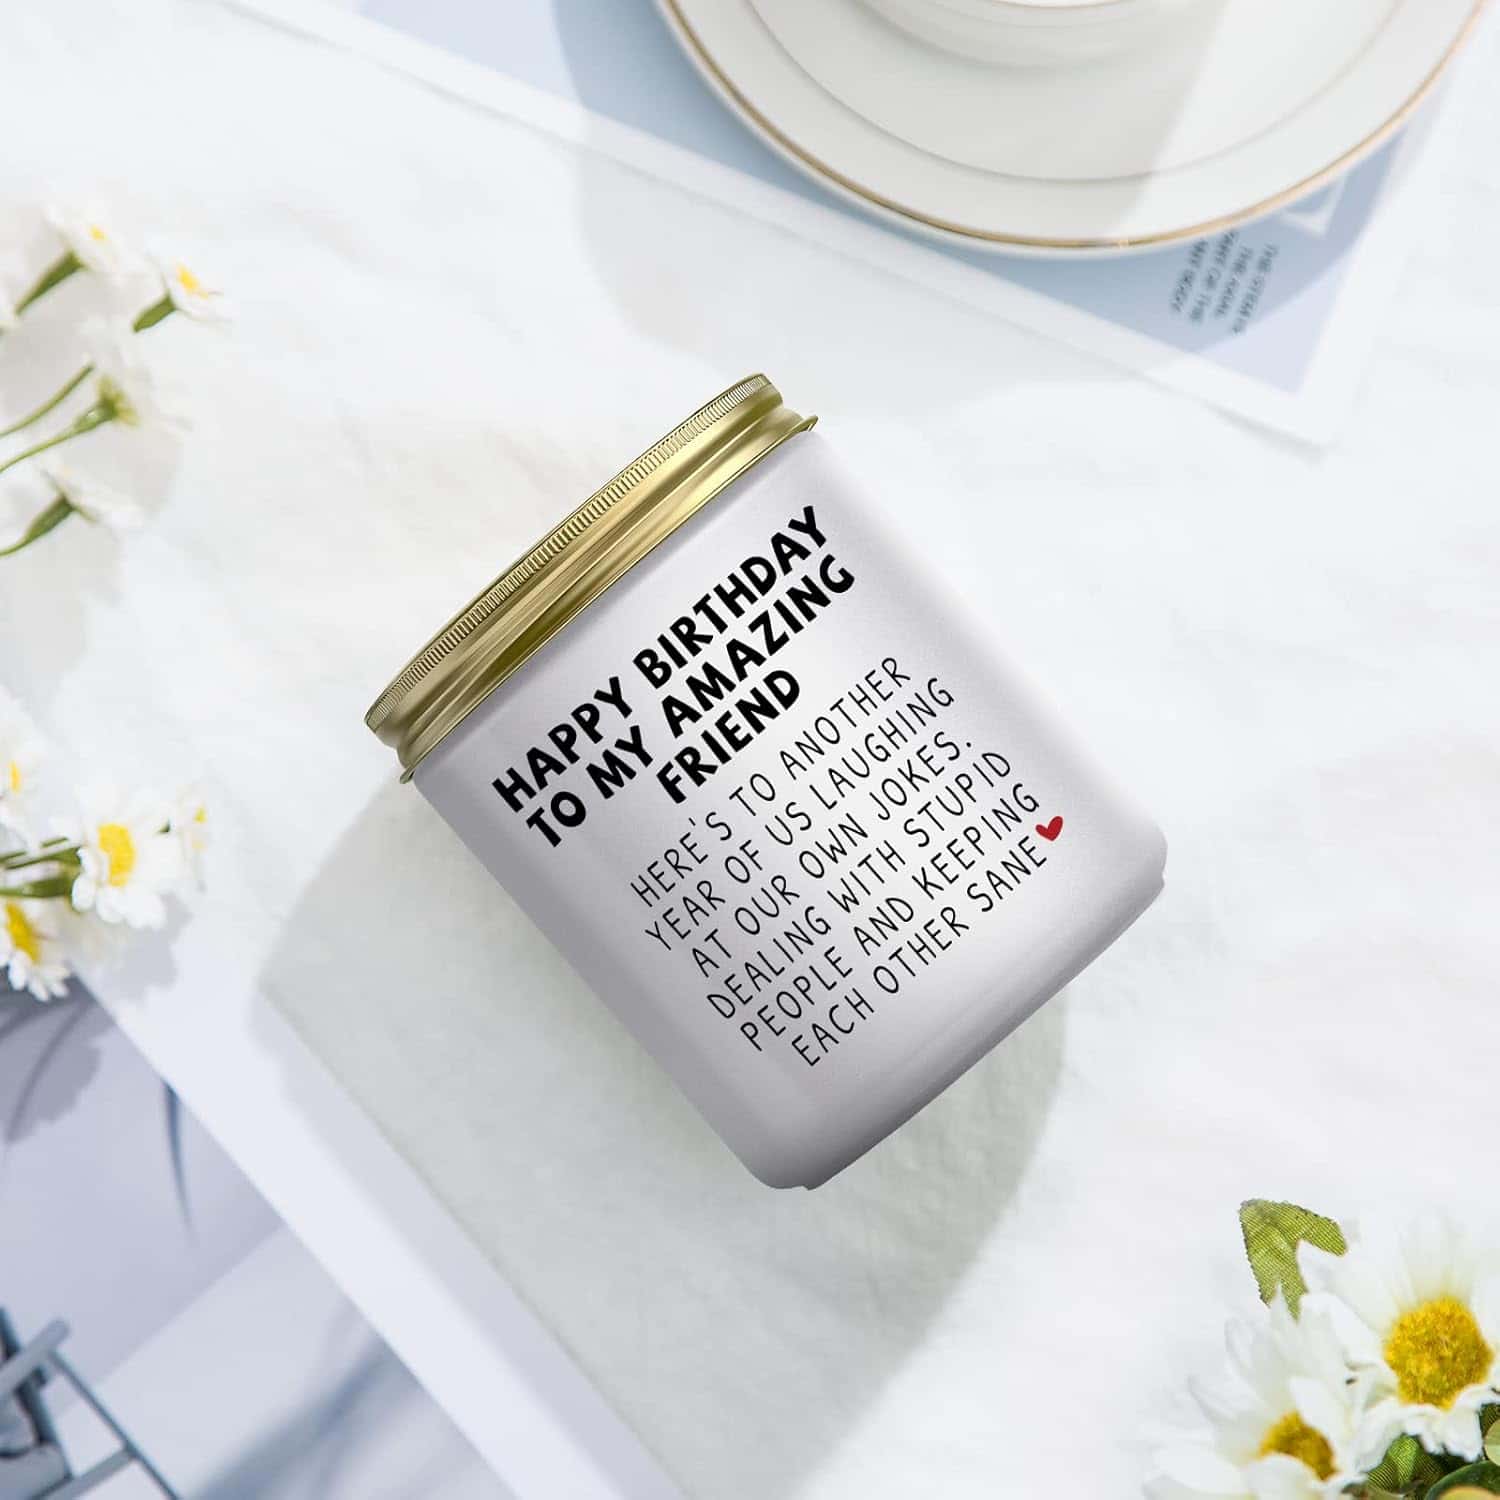 HAPPY BIRTHDAY
TO MY AMAZING
FRIEND
HERE'S TO ANOTHER
YEAR OF US LAUGHING
AT OUR OWN JOKES.
DEALING WITH STUPID
PEOPLE AND KEEPING
EACH OTHER SANE